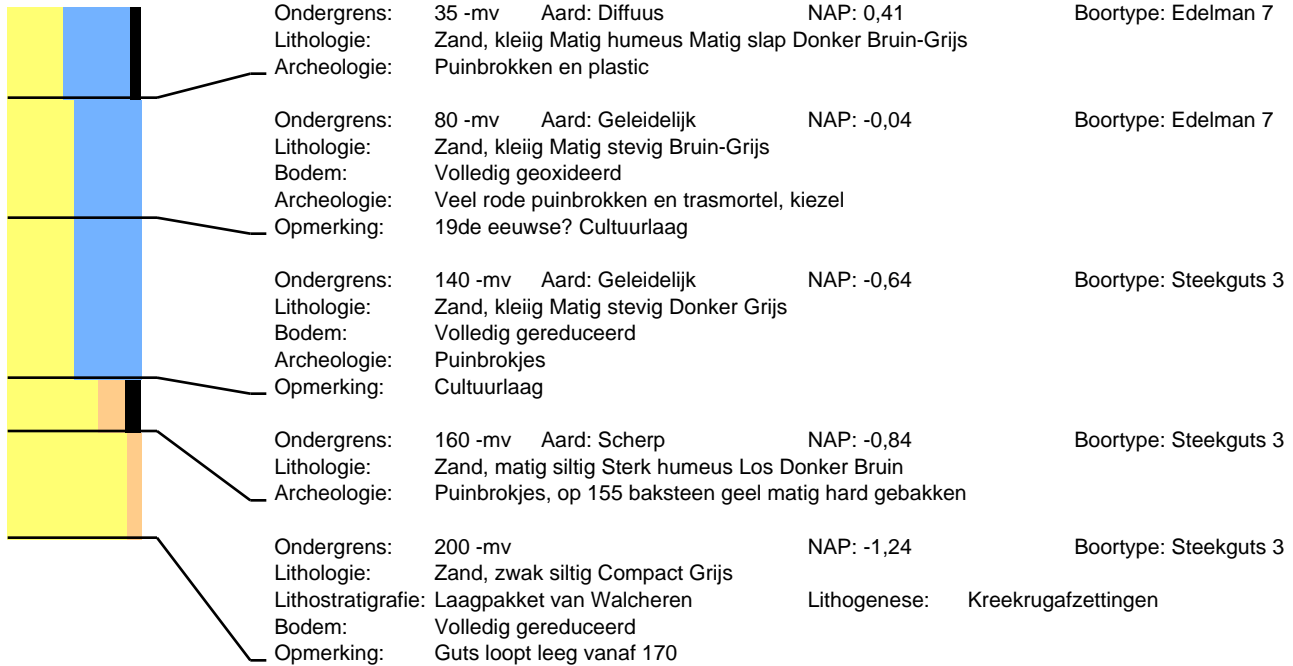 Ondergrens: 35 -mv Aard: Diffuus NAP: 0,41 Boortype: Edelman 7
Lithologie: Zand, kleiig Matig humeus Matig slap Donker Bruin-Grijs
Archeologie: Puinbrokken en plastic
Ondergrens: 80 -mv Aard: Geleidelijk NAP: -0,04 Boortype: Edelman 7
Lithologie: Zand, kleiig Matig stevig Bruin-Grijs
Bodem: Volledig geoxideerd
Archeologie: Veel rode puinbrokken en trasmortel, kiezel
Opmerking: 19de eeuwse? Cultuurlaag
Ondergrens: 140 -mv Aard: Geleidelijk NAP: -0,64 Boortype: Steekguts 3
Lithologie: Zand, kleiig Matig stevig Donker Grijs
Bodem: Volledig gereduceerd
Archeologie: Puinbrokjes
Opmerking: Cultuurlaag
Ondergrens: 160 -mv Aard: Scherp NAP: -0,84 Boortype: Steekguts 3
Lithologie: Zand, matig siltig Sterk humeus Los Donker Bruin
Archeologie: Puinbrokjes, op 155 baksteen geel matig hard gebakken
Ondergrens: 200 -mv NAP: -1,24 Boortype: Steekguts 3
Lithologie: Zand, zwak siltig Compact Grijs
Lithostratigrafie: Laagpakket van Walcheren Lithogenese: Kreekrugafzettingen
Bodem: Volledig gereduceerd
Opmerking: Guts loopt leeg vanaf 170